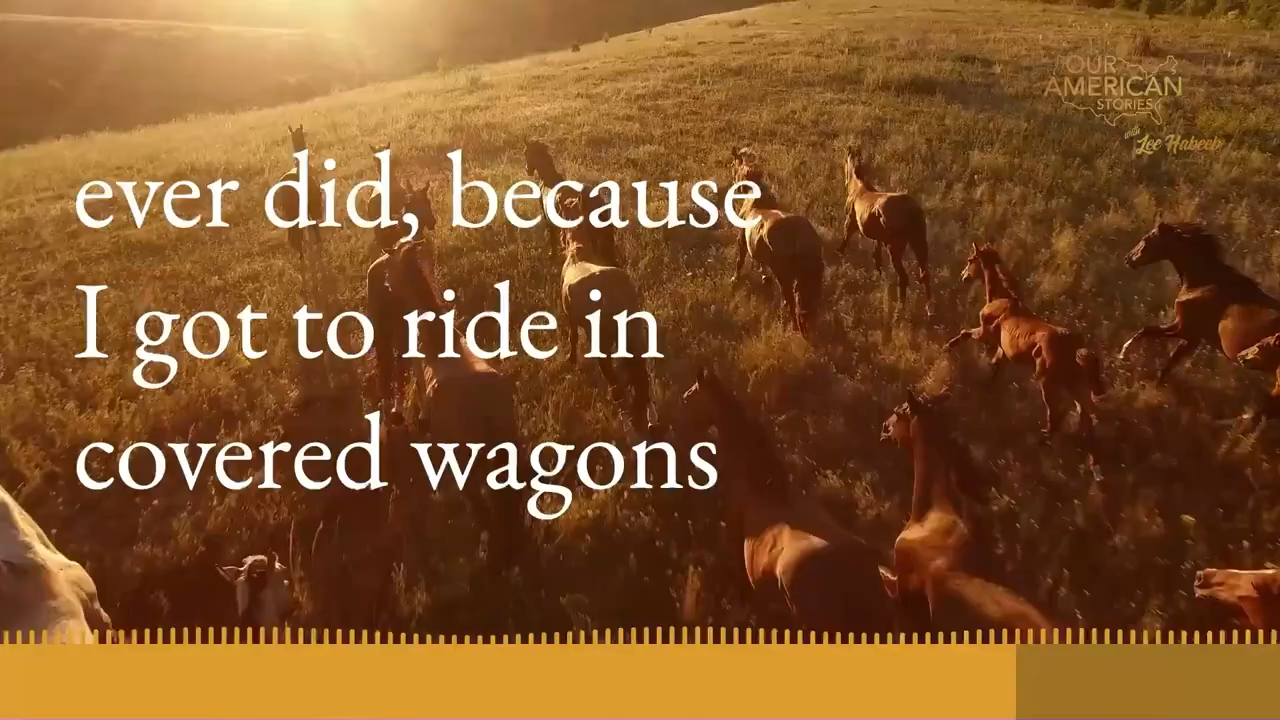 OUR
AMERICAN
STORIES
with
Lee Habeeb
ever did, because
I got to ride in
covered wagons